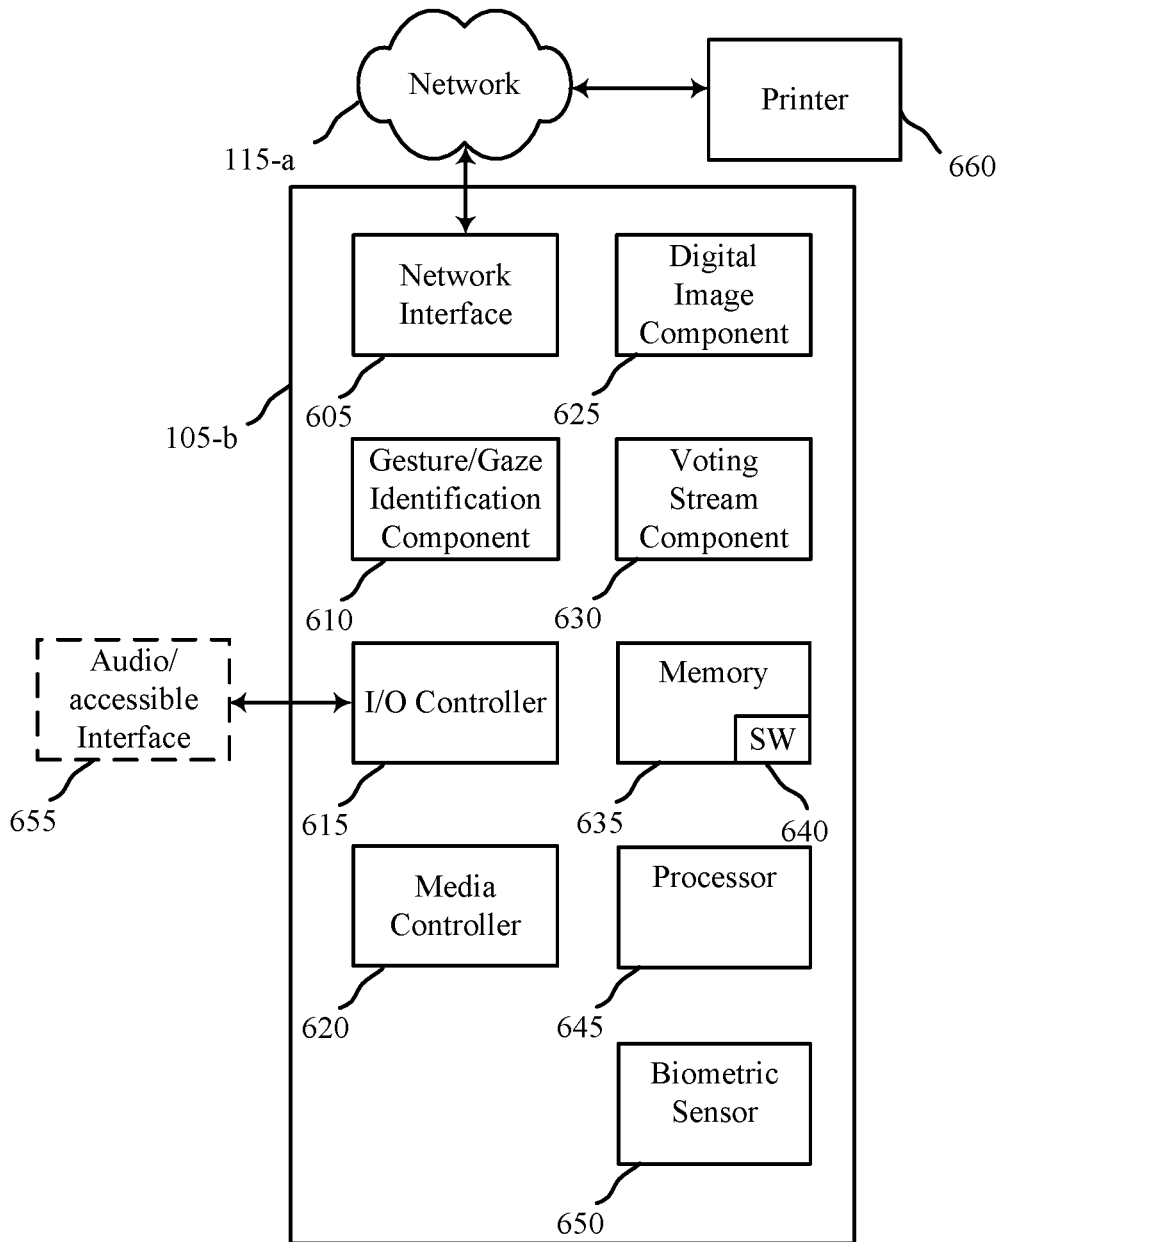 Network
Printer
115-a
660
Network
Interface
Digital
Image
Component
605
625
105-b
Gesture/Gaze
Identification
Component
Voting
Stream
Component
610
630
Audio/
accessible
Interface
I/O Controller
Memory
SW
655
615
635
640
Media
Controller
Processor
620
645
Biometric
Sensor
650